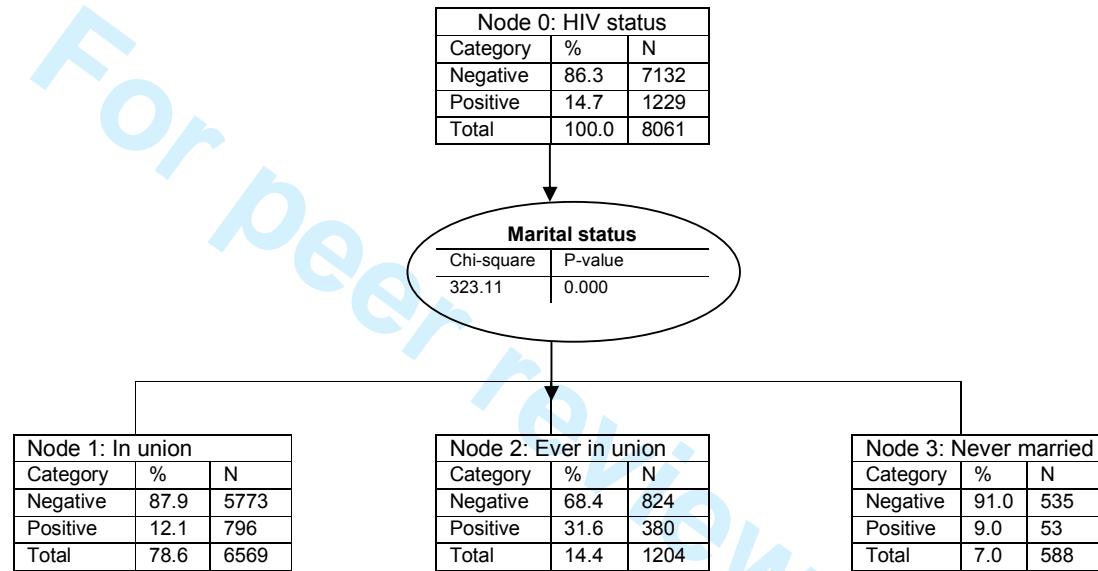 Node 0: HIV status
Category % N
Negative 86.3 7132
Positive 14.7 1229
Total 100.0 8061
Marital status
Chi-square P-value
323.11 0.000
Node 1: In union
Category % N
Negative 87.9 5773
Positive 12.1 796
Total 78.6 6569
Node 2: Ever in union
Category % N
Negative 68.4 824
Positive 31.6 380
Total 14.4 1204
Node 3: Never married
Category % N
Negative 91.0 535
Positive 9.0 53
Total 7.0 588
For peer review